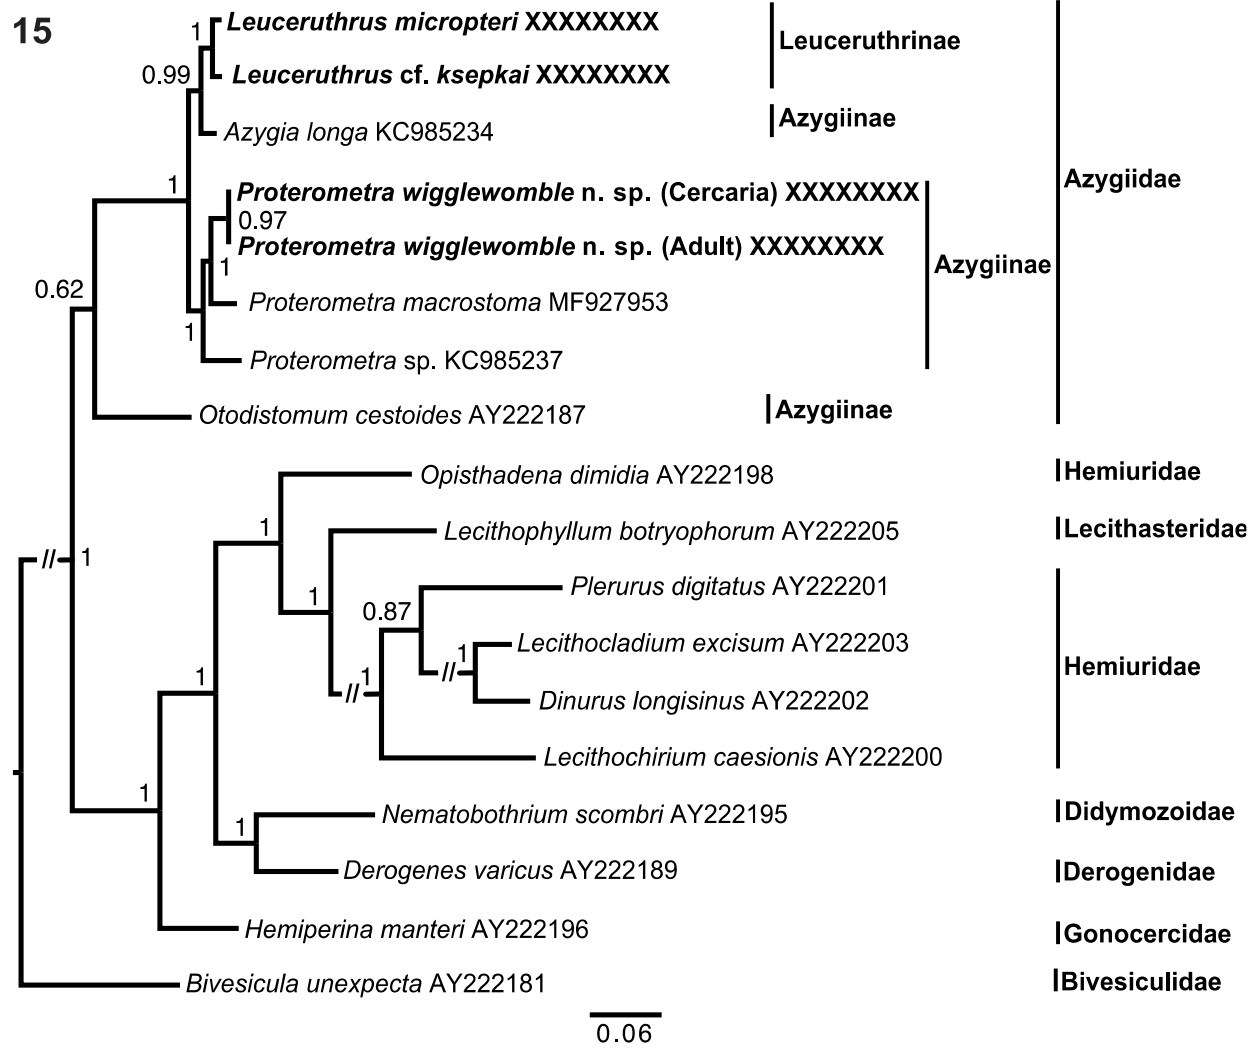 15
1
Leuceruthrus micropteri XXXXXXXX
Leuceruthrinae
0.99
Leuceruthrus cf. ksepkai XXXXXXXX
Azygia longa KC985234
Azygiinae
Azygiidae
1
Proterometra wigglewomble n. sp. (Cercaria) XXXXXXXX
0.97
Proterometra wigglewomble n. sp. (Adult) XXXXXXXX
Azygiinae
1
0.62
Proterometra macrostoma MF927953
1
Proterometra sp. KC985237
Otodistomum cestoides AY222187
Azygiinae
Opisthadena dimidia AY222198
Hemiuridae
1
Lecithophyllum botryophorum AY222205
Lecithasteridae
// 1
Plerurus digitatus AY222201
1
0.87
Lecithocladium excisum AY222203
Hemiuridae
// 1
1
// 1
Dinurus longisinus AY222202
Lecithochirium caesionis AY222200
1
Nematobothrium scombri AY222195
Didymozoidae
1
Derogenes varicus AY222189
Derogenidae
Hemiperina manteri AY222196
Gonocercidae
Bivesicula unexpecta AY222181
Bivesiculidae
0.06